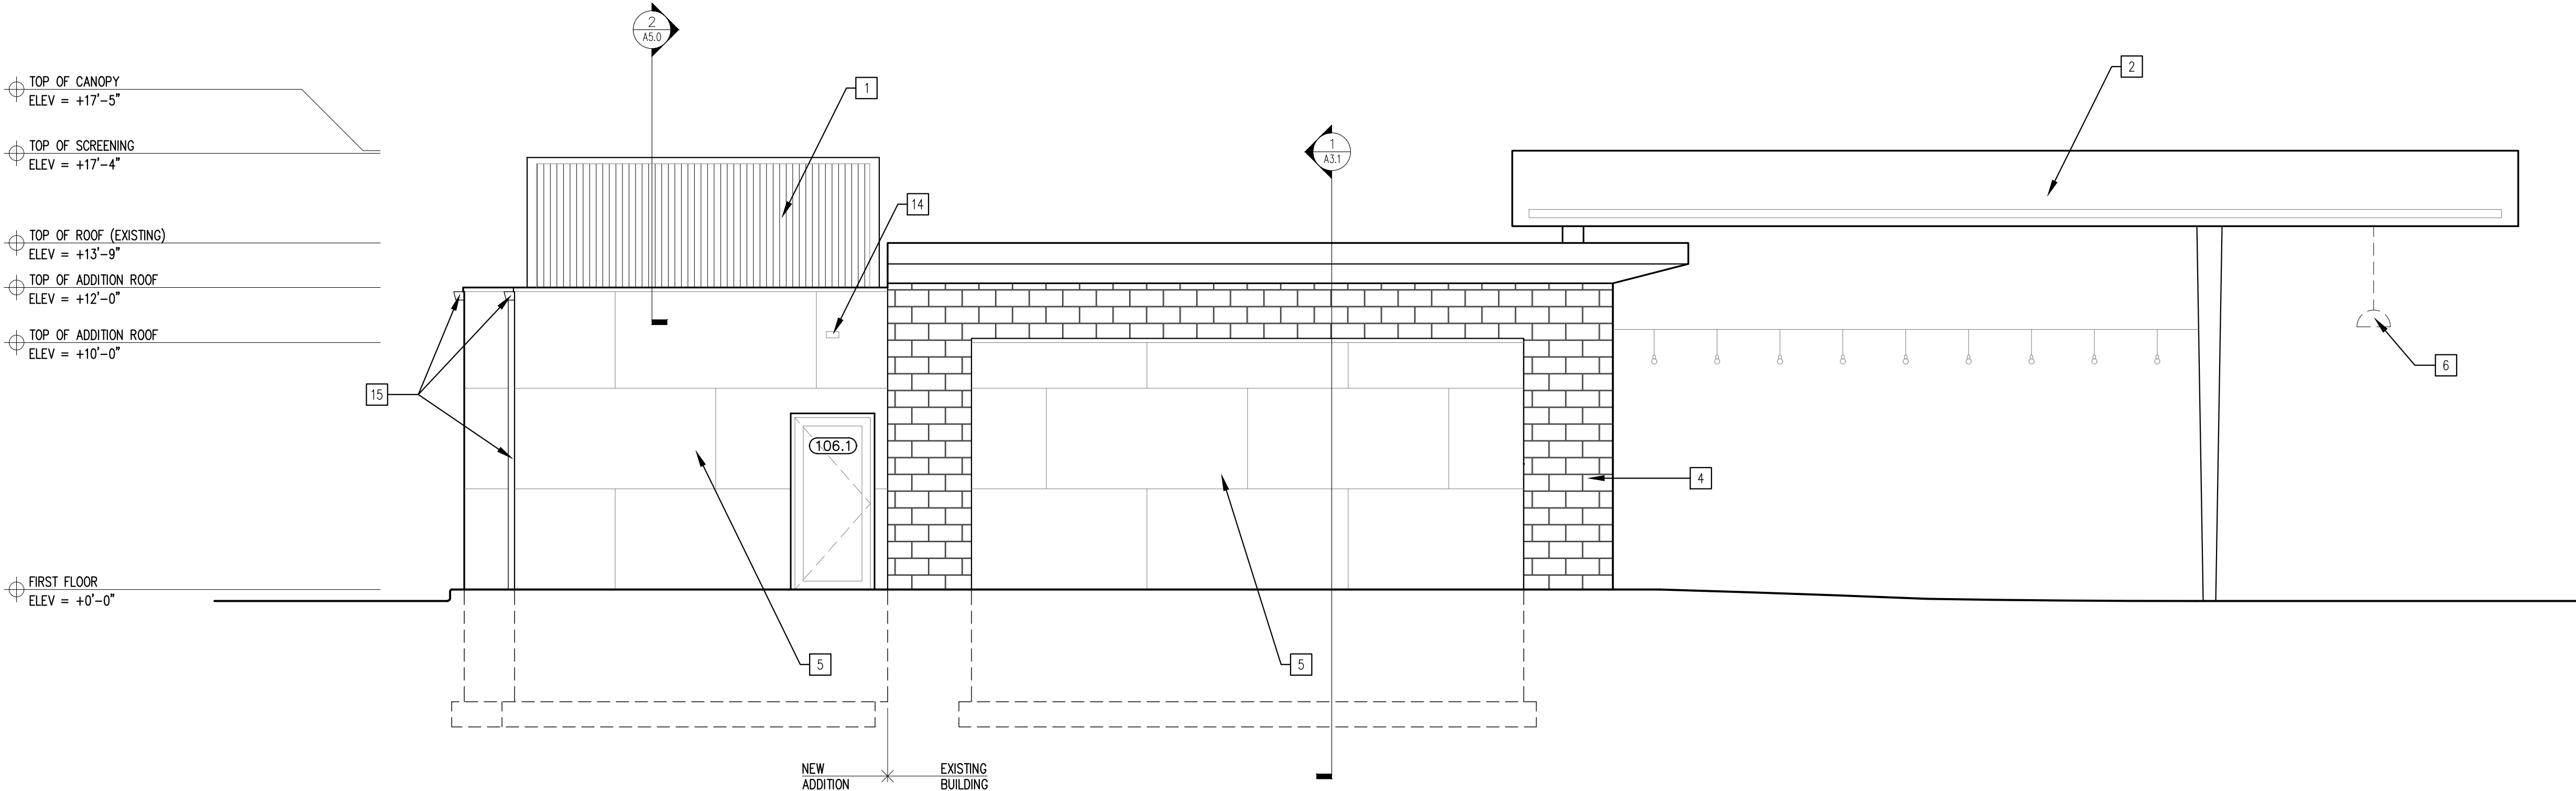 2
A5.0
TOP OF CANOPY
ELEV = +17'-5"
1
2
TOP OF SCREENING
ELEV = +17'-4"
1
A3.1
14
TOP OF ROOF (EXISTING)
ELEV = +13'-9"
TOP OF ADDITION ROOF
ELEV = +12'-0"
TOP OF ADDITION ROOF
ELEV = +10'-0"
6
15
106.1
4
FIRST FLOOR
ELEV = +0'-0"
5
5
NEW
ADDITION
EXISTING
BUILDING